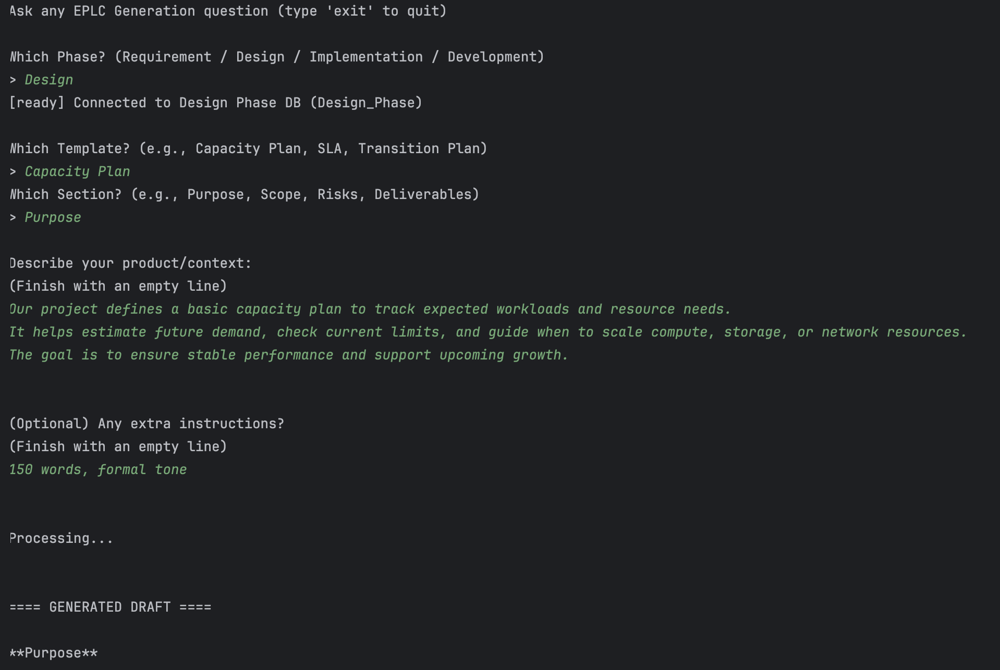 Ask any EPLC Generation question (type 'exit' to quit)
Which Phase? (Requirement / Design / Implementation / Development)
> Design
[ready] Connected to Design Phase DB (Design_Phase)
Which Template? (e.g., Capacity Plan, SLA, Transition Plan)
> Capacity Plan
Which Section? (e.g., Purpose, Scope, Risks, Deliverables)
> Purpose
Describe your product/context:
(Finish with an empty line)
Our project defines a basic capacity plan to track expected workloads and resource needs.
It helps estimate future demand, check current limits, and guide when to scale compute, storage, or network resources.
The goal is to ensure stable performance and support upcoming growth.
(Optional) Any extra instructions?
(Finish with an empty line)
150 words, formal tone
Processing...
==== GENERATED DRAFT ====
**Purpose**